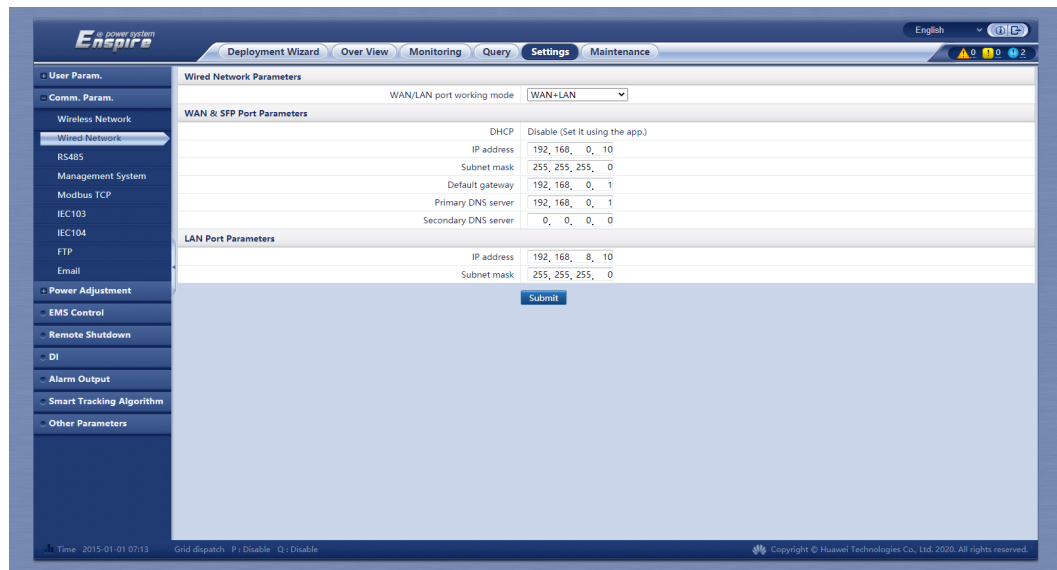 power system
Enspire
English
Deployment Wizard Over View Monitoring Query Settings Maintenance
0 0 2
User Param.
Comm. Param.
Wireless Network
Wired Network
RS485
Management System
Modbus TCP
IEC103
IEC104
FTP
Email
Power Adjustment
EMS Control
Remote Shutdown
DI
Alarm Output
Smart Tracking Algorithm
Other Parameters
Wired Network Parameters
WAN/LAN port working mode WAN+LAN
WAN & SFP Port Parameters
DHCP Disable (Set it using the app.)
IP address 192. 168. 0. 10
Subnet mask 255. 255. 255. 0
Default gateway 192. 168. 0. 1
Primary DNS server 192. 168. 0. 1
Secondary DNS server 0. 0. 0. 0
LAN Port Parameters
IP address 192. 168. 8. 10
Subnet mask 255. 255. 255. 0
Submit
Time 2015-01-01 07:13 Grid dispatch P : Disable Q : Disable
Copyright © Huawei Technologies Co., Ltd. 2020. All rights reserved.